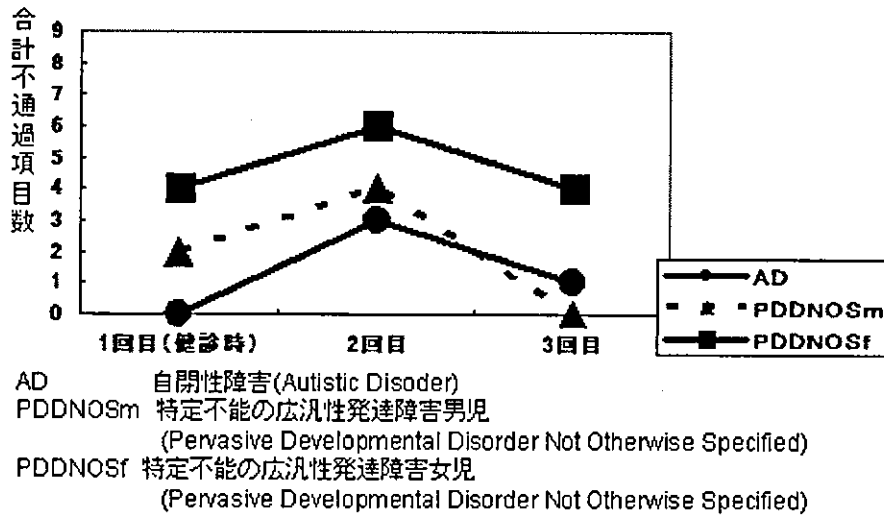 合計不通過項目数
9
8
7
6
5
4
3
2
1
0
1回目(健診時) 2回目 3回目
AD
PDDNOSm
PDDNOSf
AD 自閉性障害(Autistic Disoder)
PDDNOSm 特定不能の広汎性発達障害男児
(Pervasive Developmental Disorder Not Otherwise Specified)
PDDNOSf 特定不能の広汎性発達障害女児
(Pervasive Developmental Disorder Not Otherwise Specified)